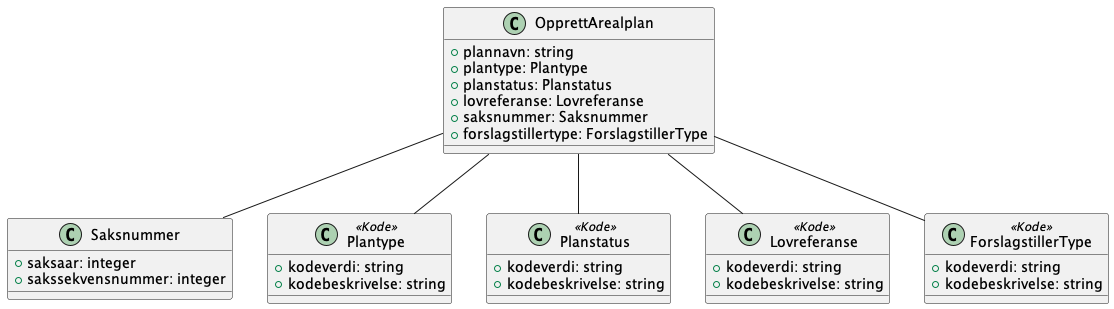 C OpprettArealplan
plannavn: string
plantype: Plantype
planstatus: Planstatus
lovreferanse: Lovreferanse
saksnummer: Saksnummer
forslagstillertype: ForslagstillerType
C Saksnummer
saksaar: integer
sakssekvensnummer: integer
«Kode»
C Plantype
kodeverdi: string
kodebeskrivelse: string
«Kode»
C Planstatus
kodeverdi: string
kodebeskrivelse: string
«Kode»
C Lovreferanse
kodeverdi: string
kodebeskrivelse: string
«Kode»
C ForslagstillerType
kodeverdi: string
kodebeskrivelse: string